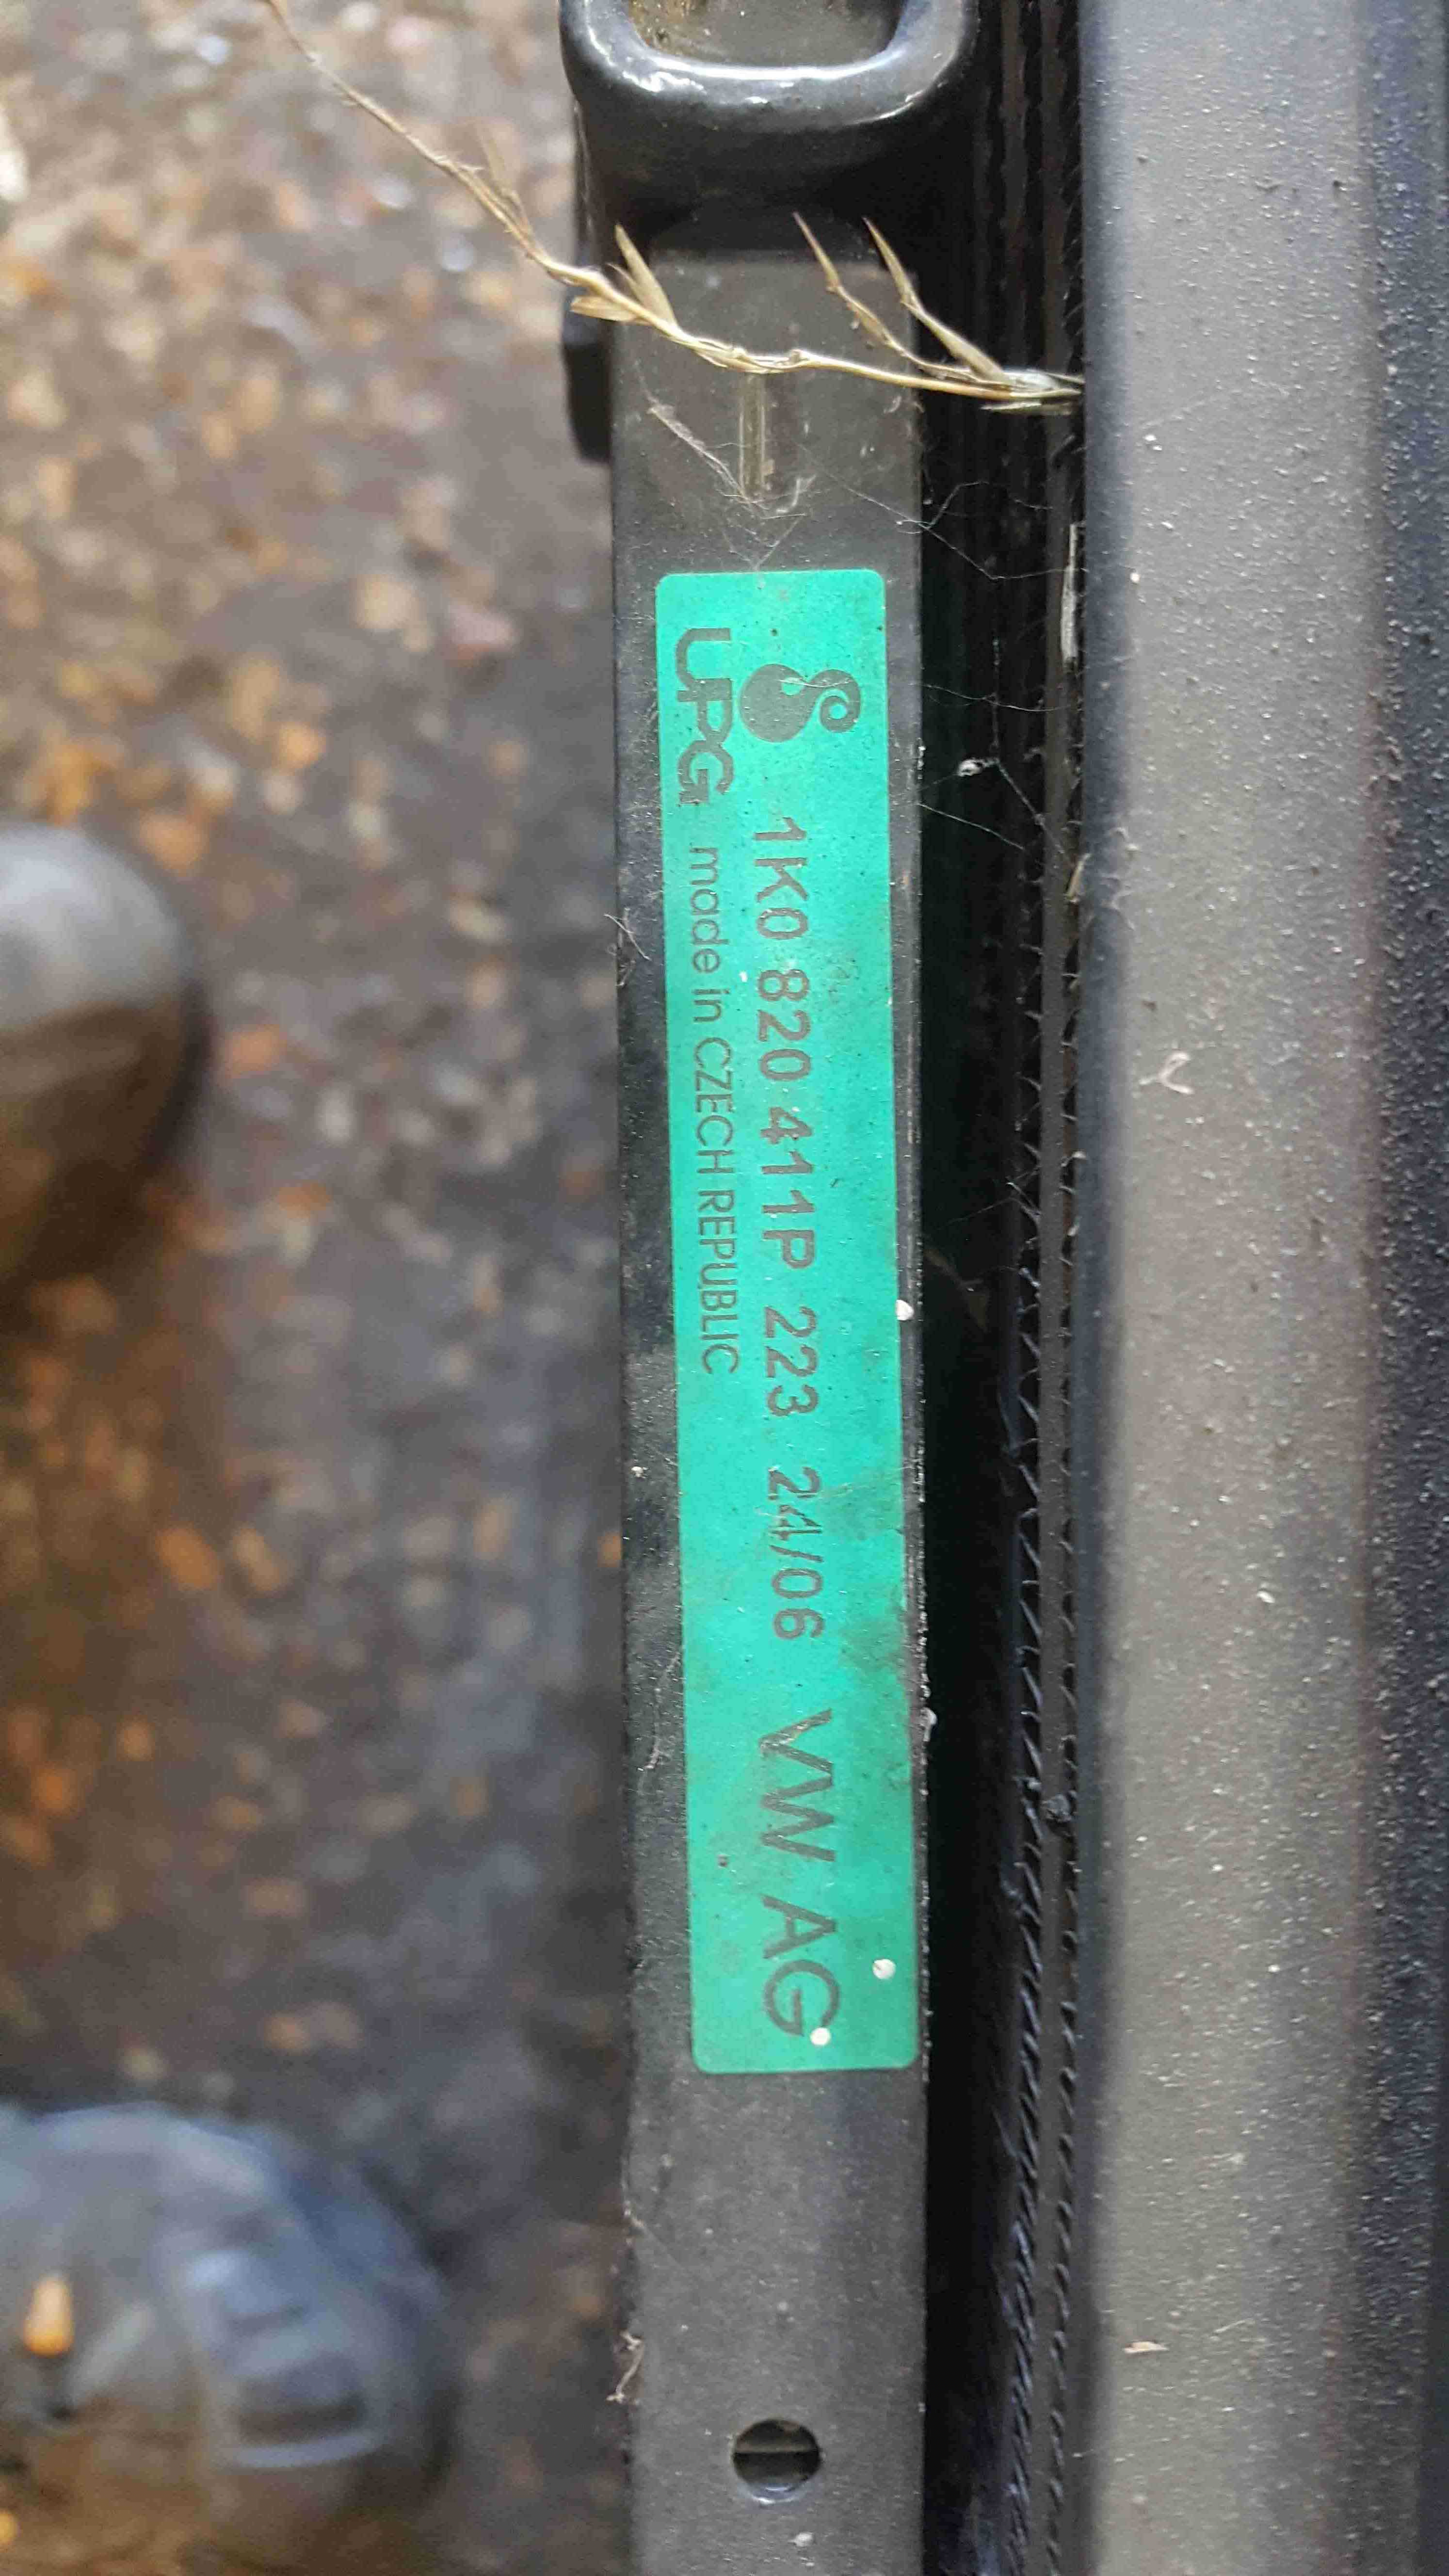 1K0 820 411P 223 24/06 VW AG
UPG made in CZECH REPUBLIC